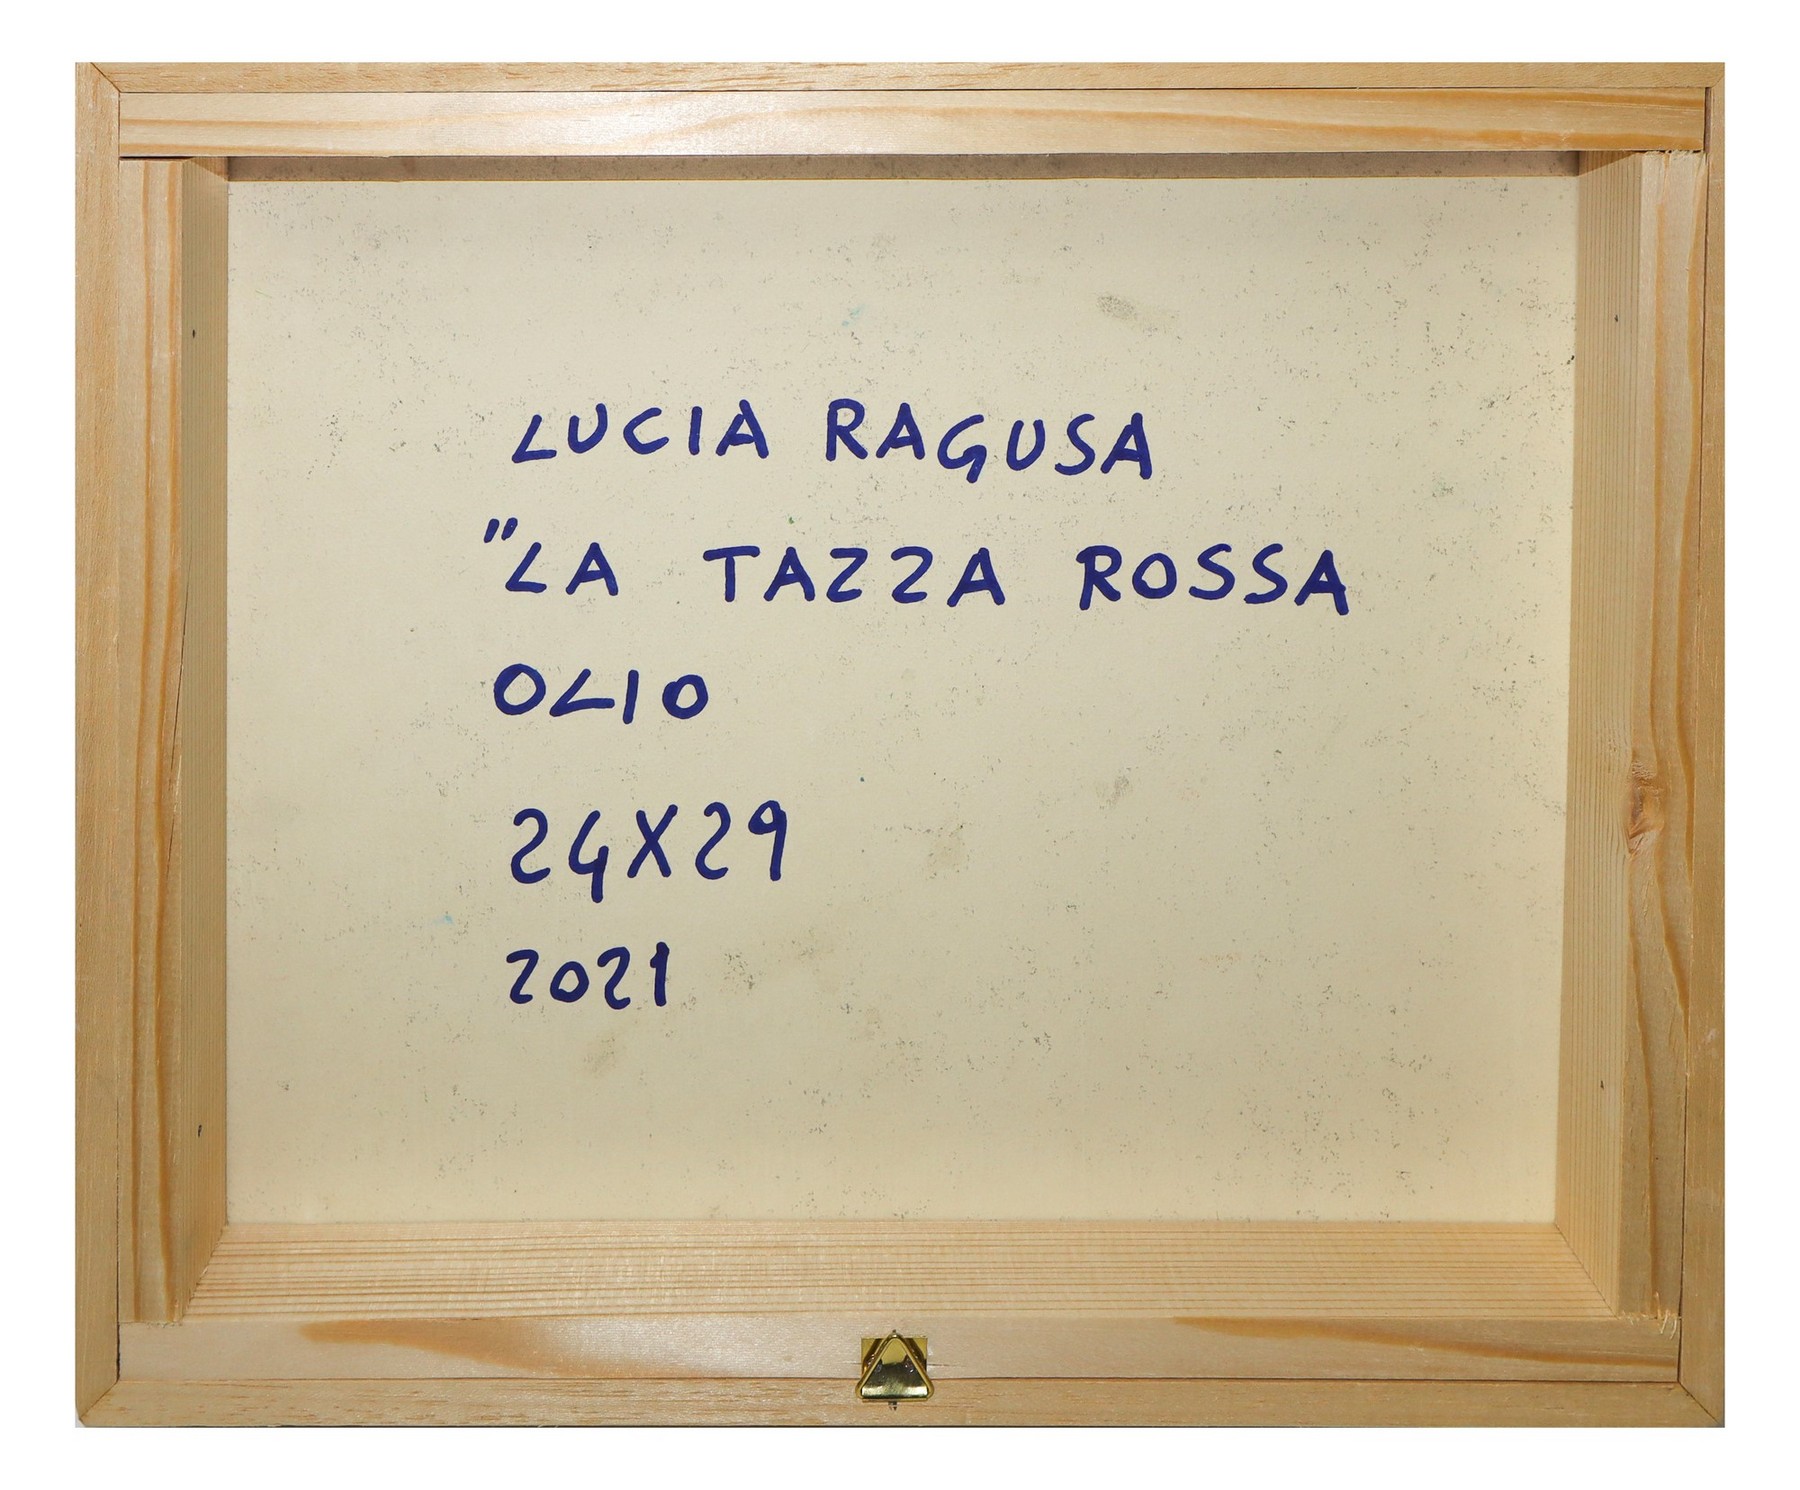 LUCIA RAGUSA
"LA TAZZA ROSSA
OLIO
24X29
2021